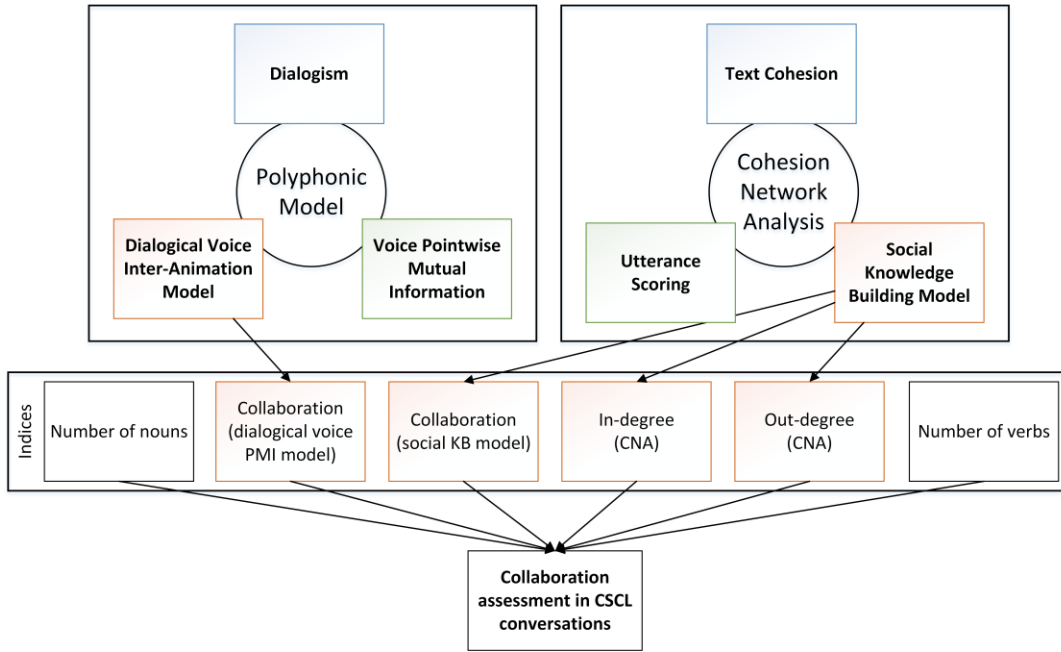 Dialogism
Polyphonic
Model
Dialogical Voice
Inter-Animation
Model
Voice Pointwise
Mutual
Information
Text Cohesion
Cohesion
Network
Analysis
Utterance
Scoring
Social
Knowledge
Building Model
Indices
Number of nouns
Collaboration
(dialogical voice
PMI model)
Collaboration
(social KB model)
In-degree
(CNA)
Out-degree
(CNA)
Number of verbs
Collaboration
assessment in CSCL
conversations